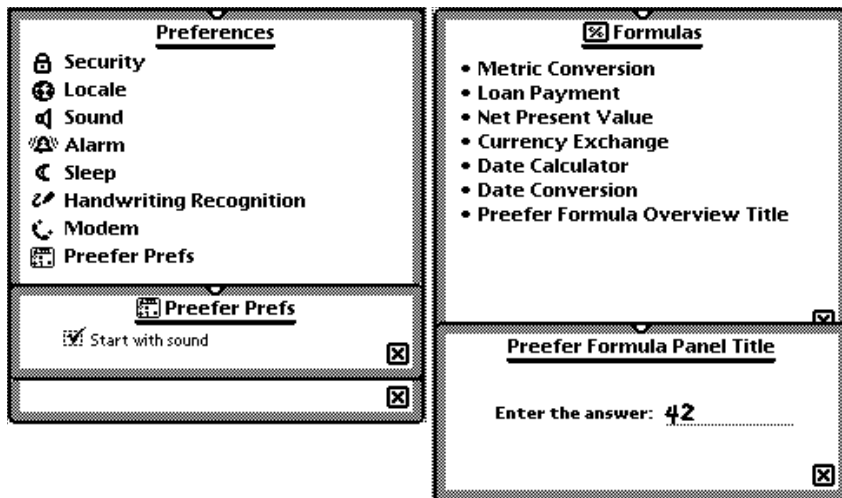 Preferences
Security
Locale
Sound
Alarm
Sleep
Handwriting Recognition
Modem
Preefer Prefs
Preefer Prefs
Start with sound
Formulas
• Metric Conversion
• Loan Payment
• Net Present Value
• Currency Exchange
• Date Calculator
• Date Conversion
• Preefer Formula Overview Title
Preefer Formula Panel Title
Enter the answer: 42